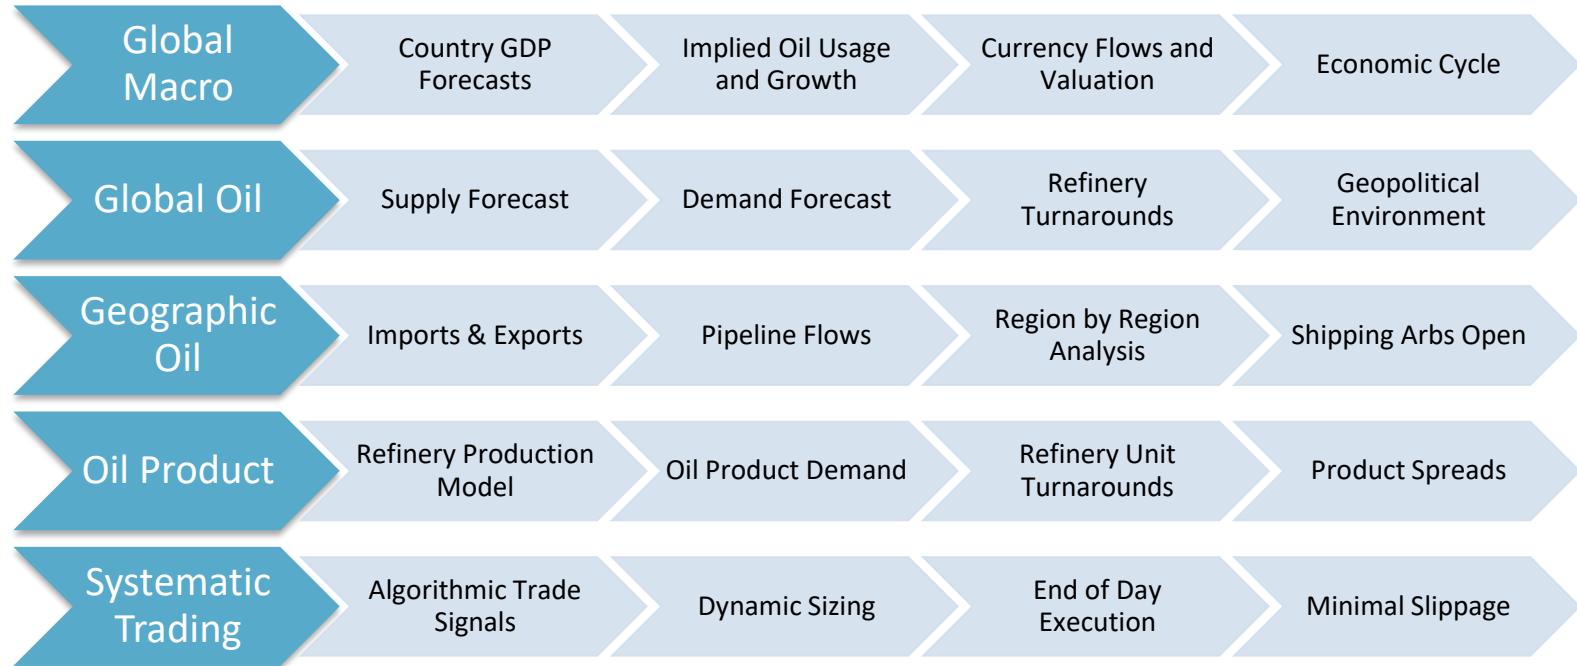 Global
Macro
Country GDP
Forecasts
Implied Oil Usage
and Growth
Currency Flows and
Valuation
Economic Cycle
Global Oil
Supply Forecast
Demand Forecast
Refinery
Turnarounds
Geopolitical
Environment
Geographic
Oil
Imports & Exports
Pipeline Flows
Region by Region
Analysis
Shipping Arbs Open
Oil Product
Refinery Production
Model
Oil Product Demand
Refinery Unit
Turnarounds
Product Spreads
Systematic
Trading
Algorithmic Trade
Signals
Dynamic Sizing
End of Day
Execution
Minimal Slippage